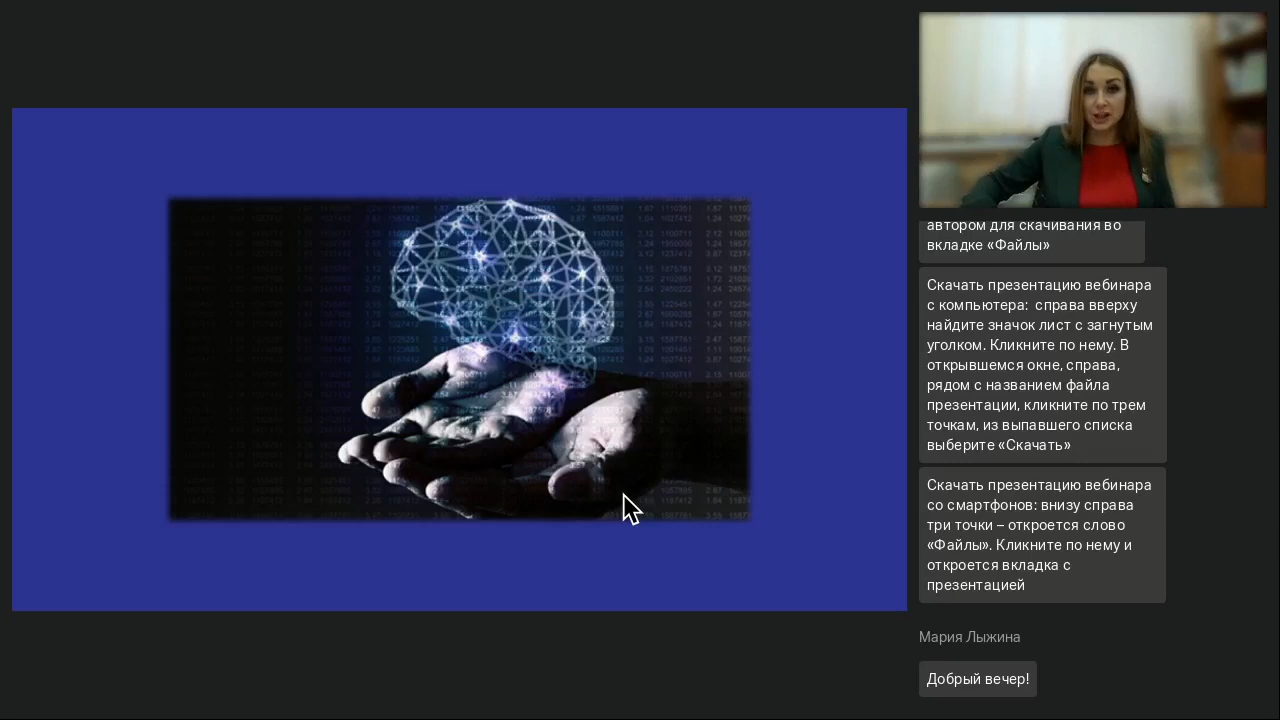 автором для скачивания во
вкладке «Файлы»
Скачать презентацию вебинара
с компьютера: справа вверху
найдите значок лист с загнутым
уголком. Кликните по нему. В
открывшемся окне, справа,
рядом с названием файла
презентации, кликните по трем
точкам, из выпавшего списка
выберите «Скачать»
Скачать презентацию вебинара
со смартфонов: внизу справа
три точки – откроется слово
«Файлы». Кликните по нему и
откроется вкладка с
презентацией
Мария Лыжина
Добрый вечер!